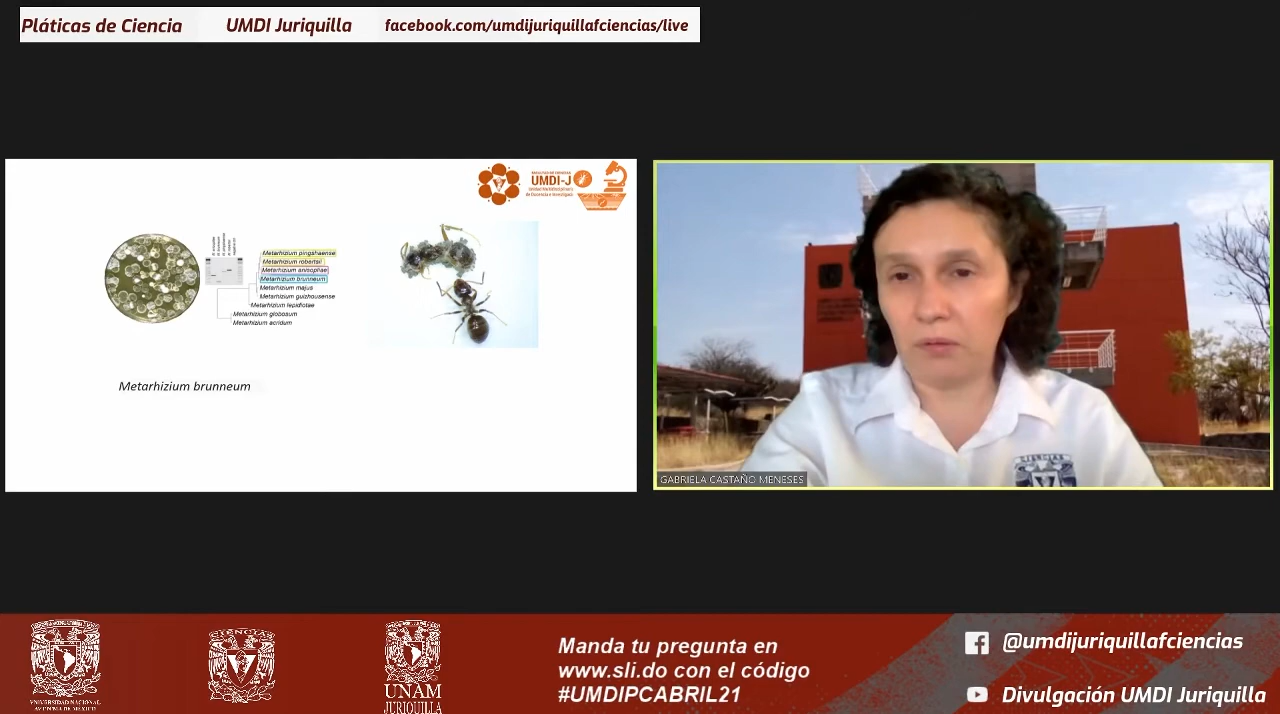 Pláticas de Ciencia
UMDI Juriquilla
facebook.com/umdijuriquillafciencias/live
UMDI-J
Metarhizium pingshaense
Metarhizium robertsii
Metarhizium anisopliae
Metarhizium brunneum
Metarhizium majus
Metarhizium guizhouense
Metarhizium lepidiotae
Metarhizium globosum
Metarhizium acridum
Metarhizium brunneum
CIENCIAS
GABRIELA CASTAÑO MENESES
CIENCIAS
UNAM
JURIQUILLA
Manda tu pregunta en
www.sli.do con el código
#UMDIPCABRIL21
@umdijuriquillafciencias
Divulgación UMDI Juriquilla